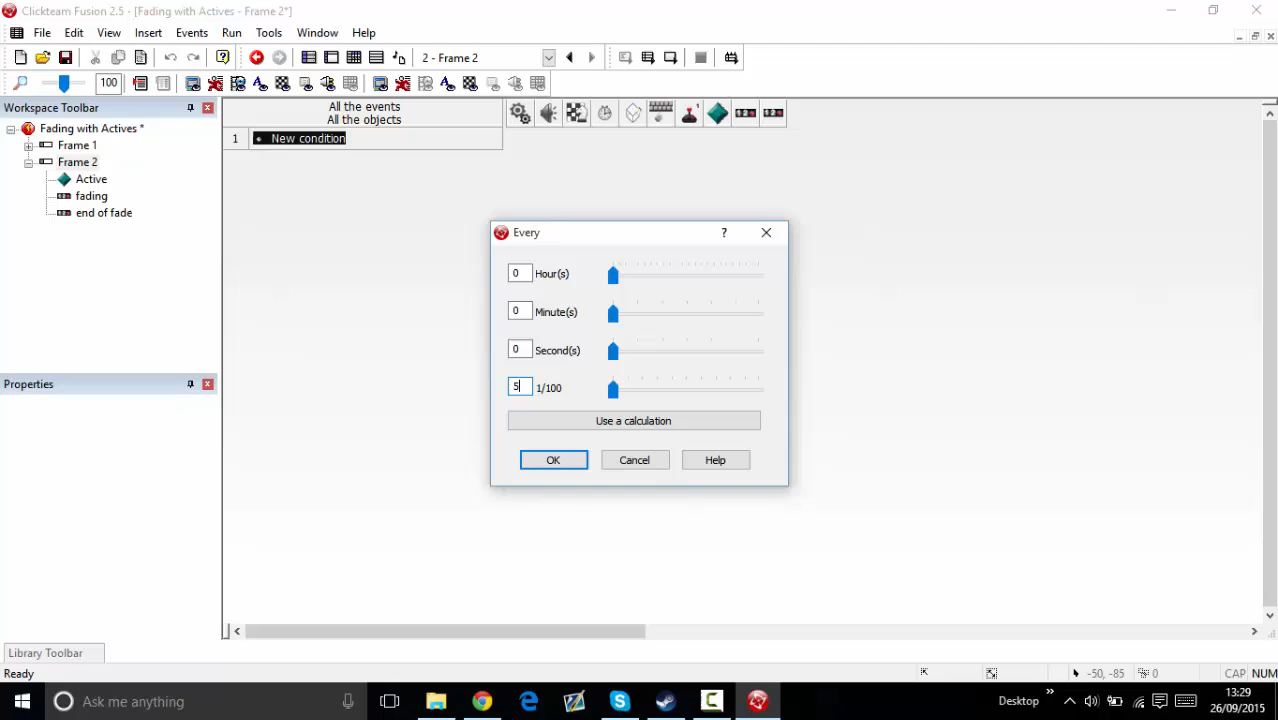 Clickteam Fusion 2.5 - [Fading with Actives - Frame 2*]
File Edit View Insert Events Run Tools Window Help
2 - Frame 2
100
Workspace Toolbar
Fading with Actives *
Frame 1
Frame 2
Active
fading
end of fade
Properties
Library Toolbar
All the events
All the objects
1 New condition
Every
?
0 Hour(s)
0 Minute(s)
0 Second(s)
5 1/100
Use a calculation
OK Cancel Help
Ready
-50, -85
0
CAP NUM
Ask me anything
Desktop
13:29
26/09/2015